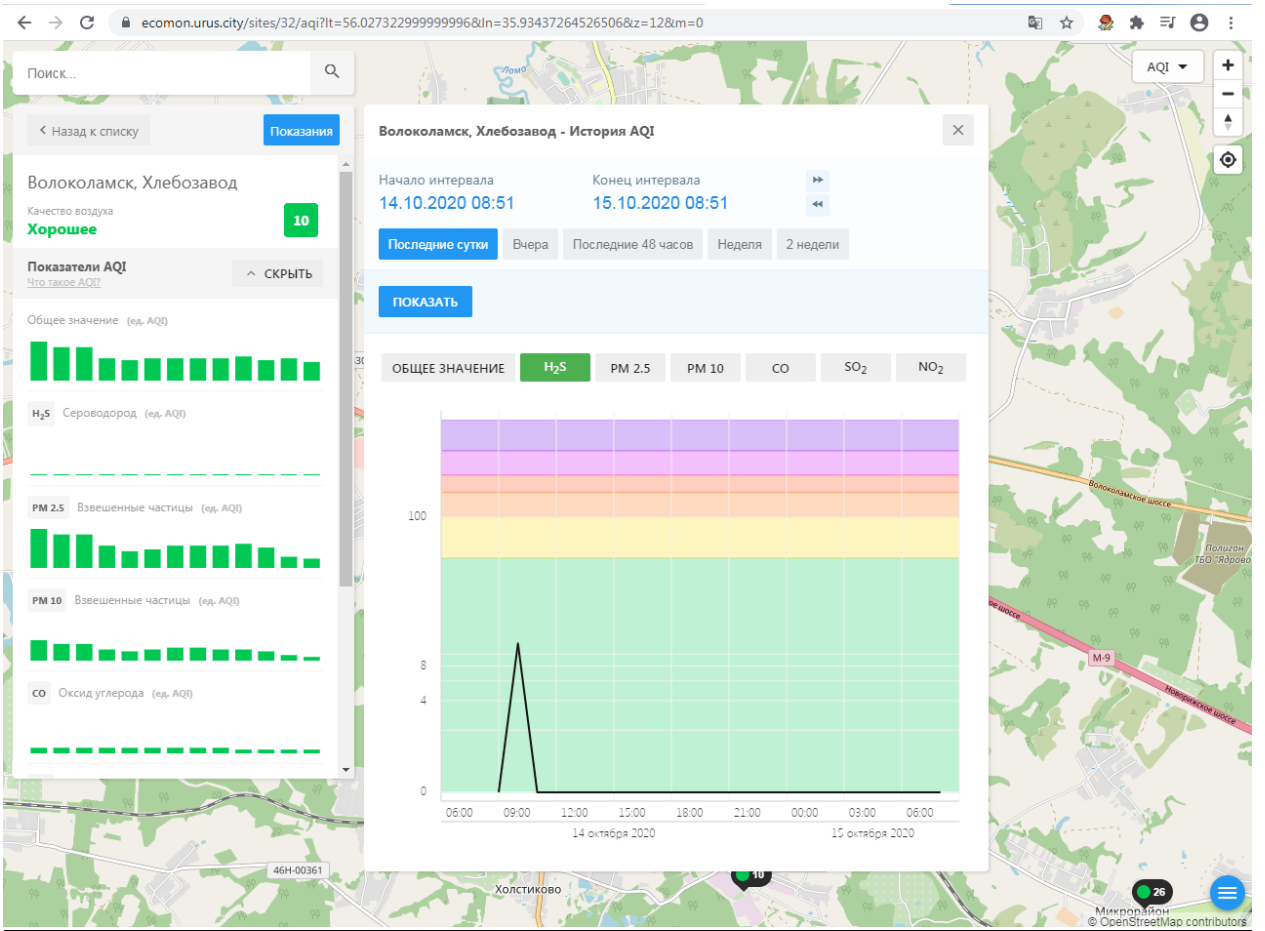 ecomon.urus.city/sites/32/aqi?lt=56.02732299999996&ln=35.93437264526506&z=12&m=0
Поиск...
AQI
Назад к списку
Показания
Волоколамск, Хлебозавод
Качество воздуха
Хорошее
10
Показатели AQI
Что такое AQI?
СКРЫТЬ
Общее значение (ед. AQI)
H₂S Сероводород (ед. AQI)
PM 2.5 Взвешенные частицы (ед. AQI)
PM 10 Взвешенные частицы (ед. AQI)
CO Оксид углерода (ед. AQI)
Волоколамск, Хлебозавод - История AQI
Начало интервала
14.10.2020 08:51
Конец интервала
15.10.2020 08:51
Последние сутки Вчера Последние 48 часов Неделя 2 недели
ПОКАЗАТЬ
ОБЩЕЕ ЗНАЧЕНИЕ H₂S PM 2.5 PM 10 CO SO₂ NO₂
100
8
4
0
06:00 09:00 12:00 15:00 18:00 21:00 00:00 03:00 06:00
14 октября 2020 15 октября 2020
Лама
Волоколамское шоссе
Полигон
ТБО "Ядрово
М-9
Новорижское шоссе
46Н-00361
Холстиково
10
26
Микрорайон
© OpenStreetMap contributors